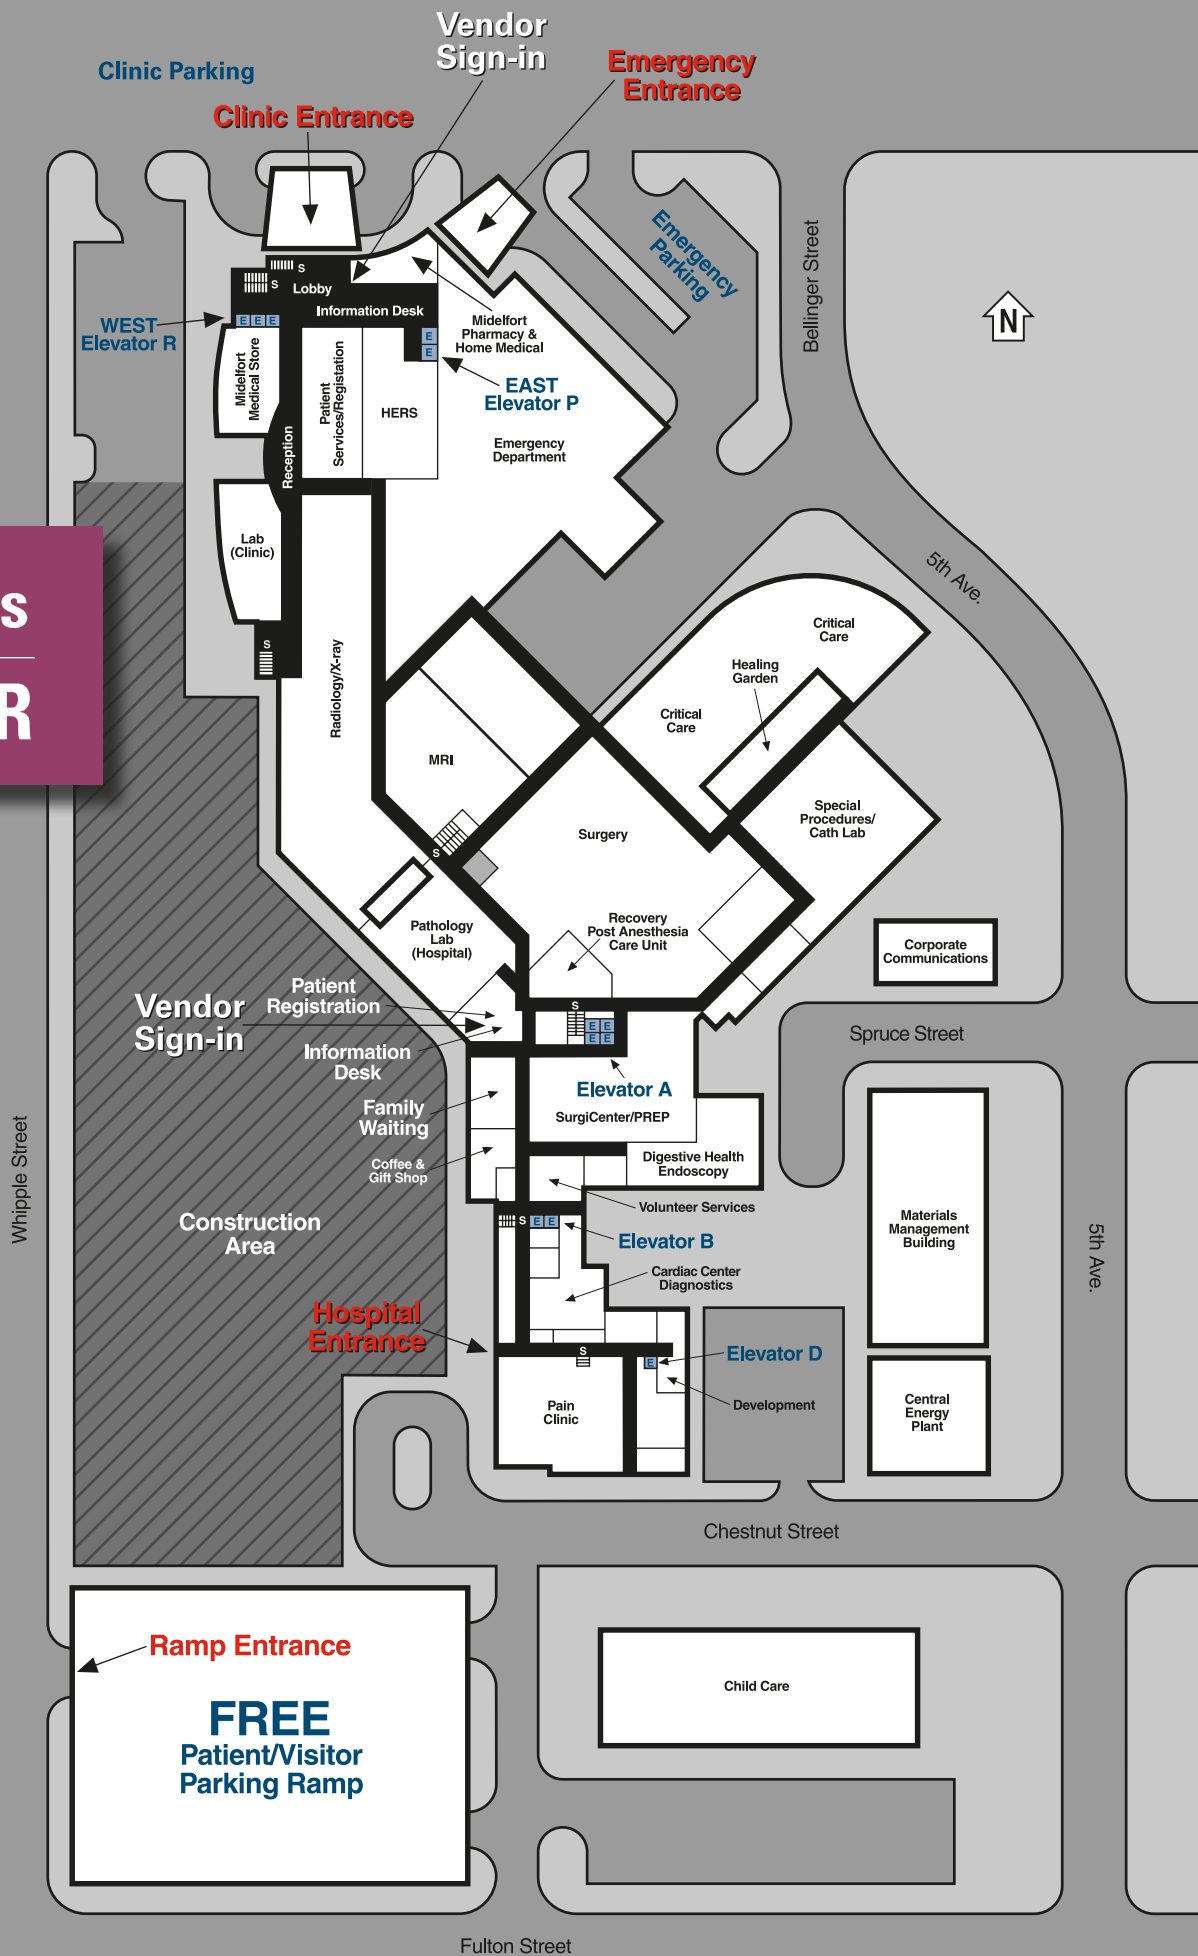 Vendor
Sign-in
Emergency
Entrance
Clinic Parking
Clinic Entrance
Emergency
Parking
Bellinger Street
N
S
S
Lobby
Information Desk
WEST
Elevator R
E E E
Midelfort
Pharmacy &
Home Medical
E
E
EAST
Elevator P
Midelfort
Medical Store
Patient
Services/Registation
HERS
Reception
Emergency
Department
Lab
(Clinic)
5th Ave.
s
R
S
Radiology/X-ray
Critical
Care
Healing
Garden
Critical
Care
MRI
Special
Procedures/
Cath Lab
Surgery
S
Recovery
Post Anesthesia
Care Unit
Pathology
Lab
(Hospital)
Corporate
Communications
Patient
Registration
Vendor
Sign-in
S
E E
E E
Spruce Street
Information
Desk
Elevator A
SurgiCenter/PREP
Family
Waiting
Coffee &
Gift Shop
Digestive Health
Endoscopy
Whipple Street
Volunteer Services
S E E
Elevator B
Construction
Area
Materials
Management
Building
5th Ave.
Cardiac Center
Diagnostics
Hospital
Entrance
S
E
Elevator D
Development
Pain
Clinic
Central
Energy
Plant
Chestnut Street
Ramp Entrance
FREE
Patient/Visitor
Parking Ramp
Child Care
Fulton Street